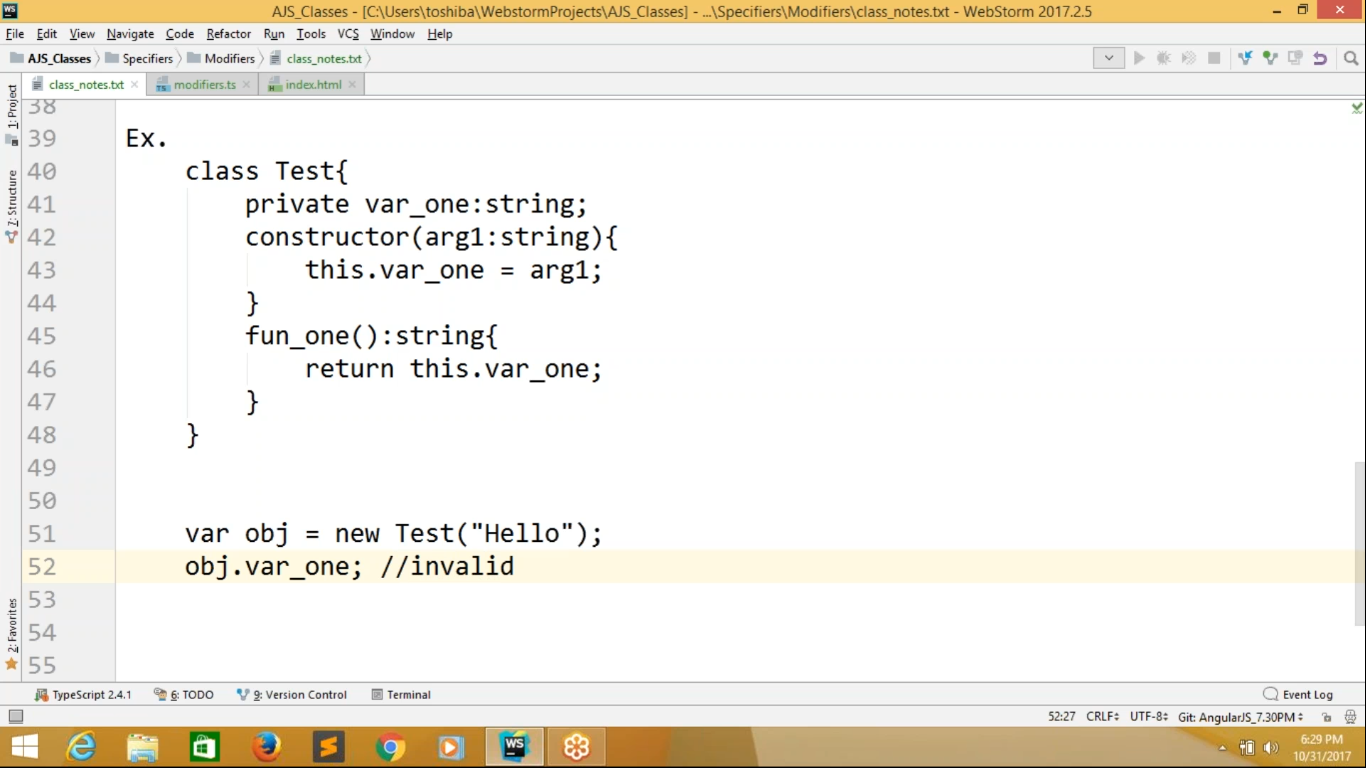 AJS_Classes - [C:\Users\toshiba\WebstormProjects\AJS_Classes] - ...\Specifiers\Modifiers\class_notes.txt - WebStorm 2017.2.5
File Edit View Navigate Code Refactor Run Tools VCS Window Help
AJS_Classes Specifiers Modifiers class_notes.txt
class_notes.txt modifiers.ts index.html
1: Project
7: Structure
2: Favorites
38
39 Ex.
40 class Test{
41 private var_one:string;
42 constructor(arg1:string){
43 this.var_one = arg1;
44 }
45 fun_one():string{
46 return this.var_one;
47 }
48 }
49
50
51 var obj = new Test("Hello");
52 obj.var_one; //invalid
53
54
55
TypeScript 2.4.1 6: TODO 9: Version Control Terminal Event Log
52:27 CRLF UTF-8 Git: AngularJS_7.30PM
WS
6:29 PM
10/31/2017